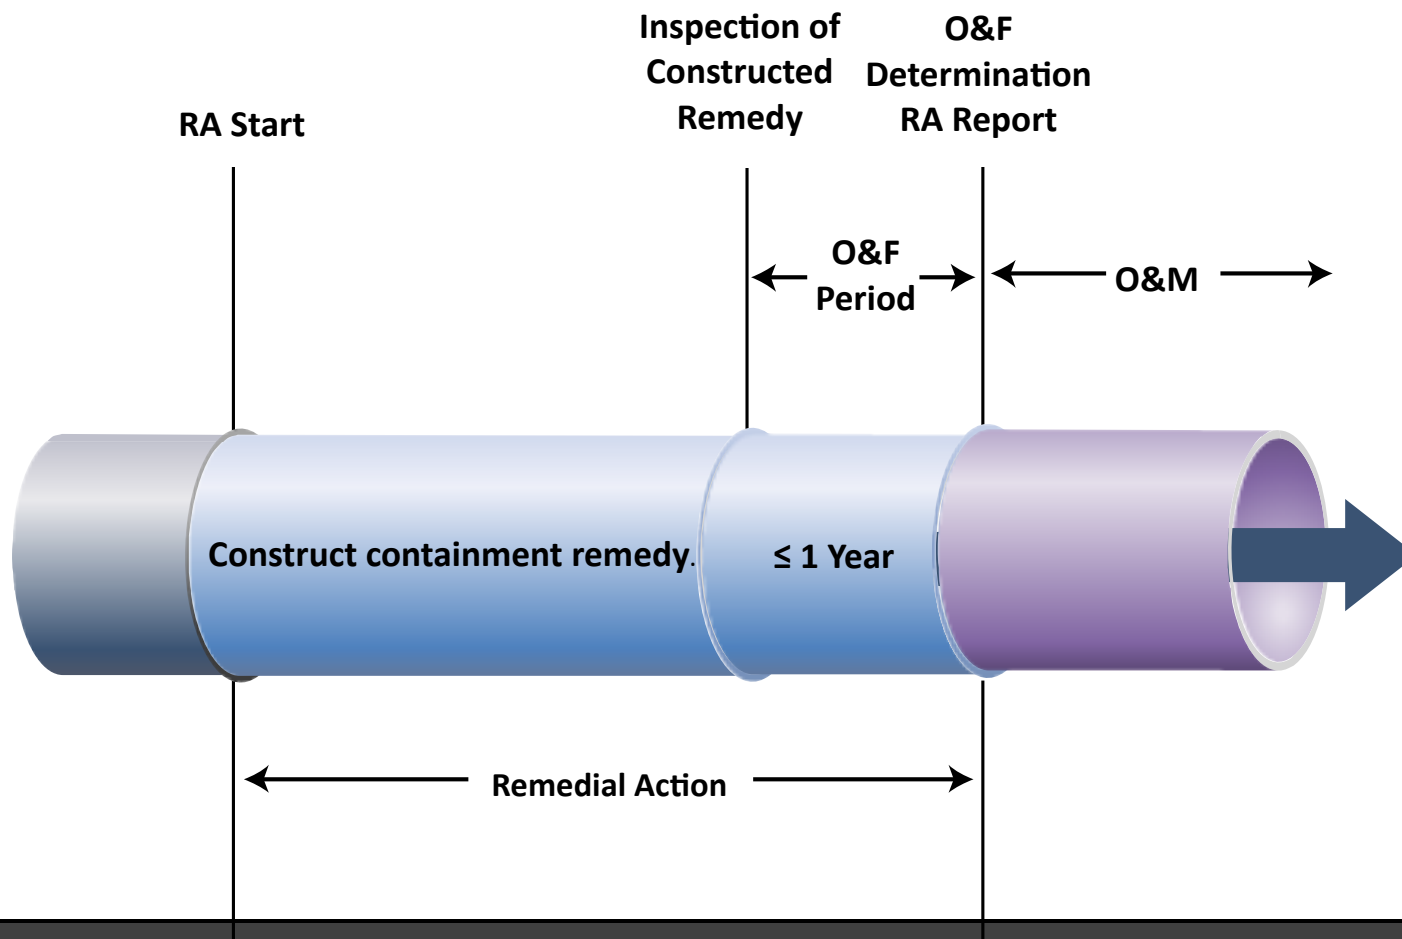 Inspection of
Constructed
Remedy
O&F
Determination
RA Report
RA Start
O&F
Period
O&M
Construct containment remedy.
≤ 1 Year
Remedial Action